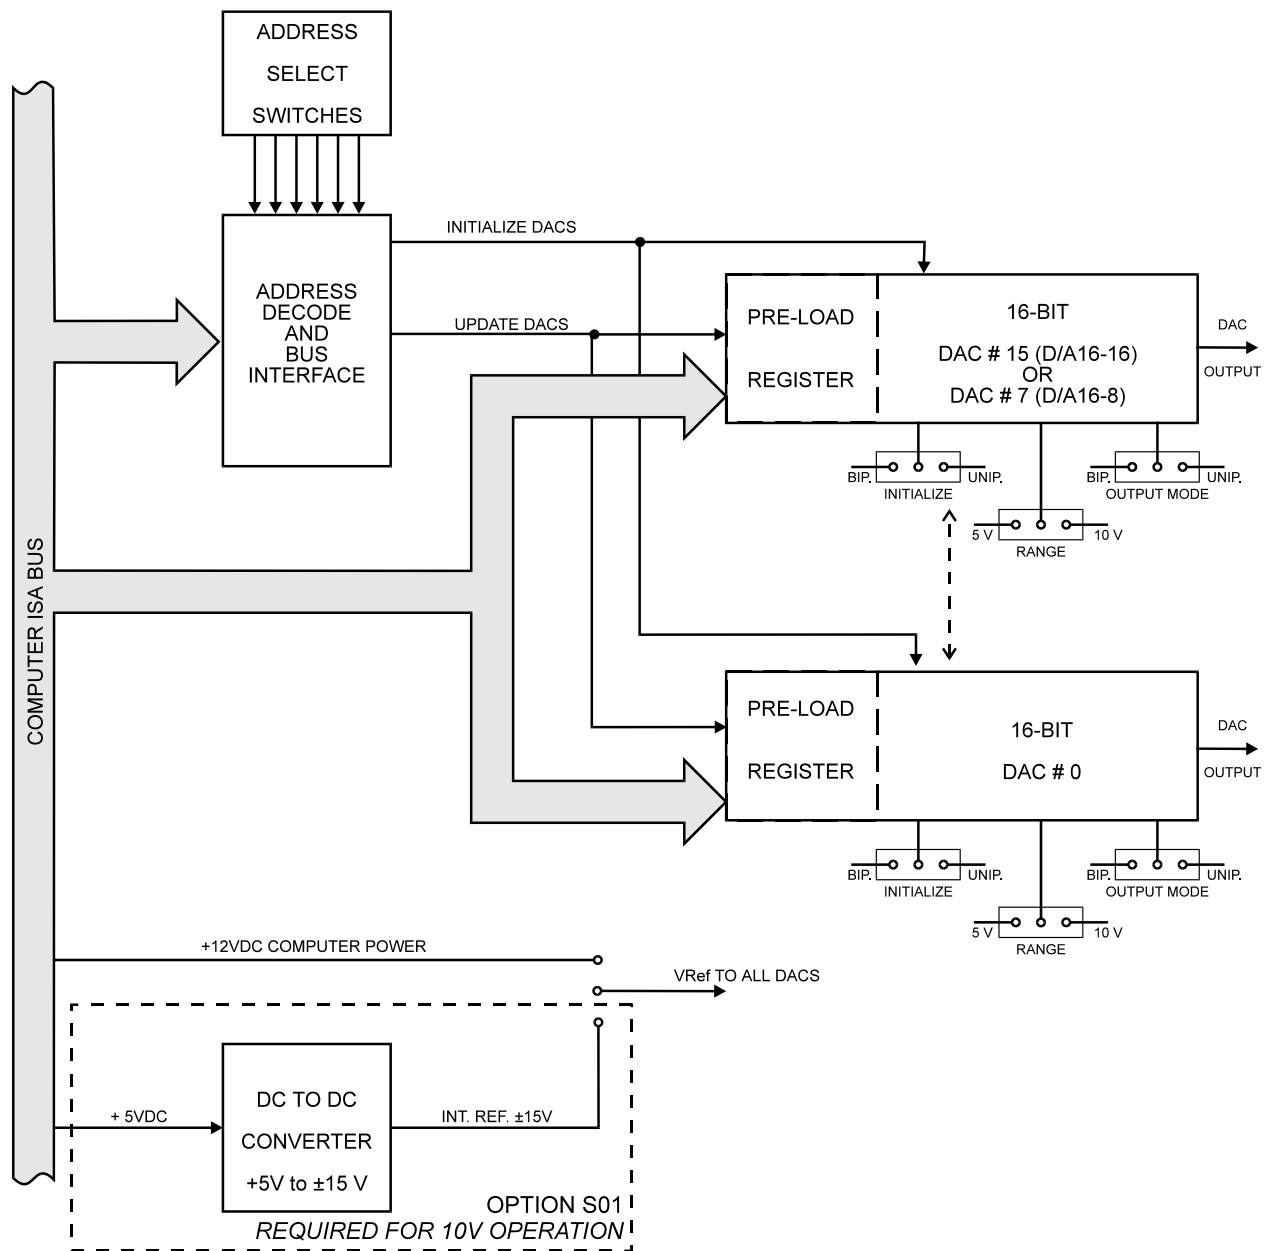 ADDRESS
SELECT
SWITCHES
INITIALIZE DACS
ADDRESS
DECODE
AND
BUS
INTERFACE
UPDATE DACS
PRE-LOAD
REGISTER
16-BIT
DAC # 15 (D/A16-16)
OR
DAC # 7 (D/A16-8)
DAC
OUTPUT
BIP.
UNIP.
INITIALIZE
BIP.
UNIP.
OUTPUT MODE
5 V
10 V
RANGE
COMPUTER ISA BUS
PRE-LOAD
REGISTER
16-BIT
DAC # 0
DAC
OUTPUT
BIP.
UNIP.
INITIALIZE
BIP.
UNIP.
OUTPUT MODE
5 V
10 V
RANGE
+12VDC COMPUTER POWER
VRef TO ALL DACS
+ 5VDC
DC TO DC
CONVERTER
+5V to ±15 V
INT. REF. ±15V
OPTION S01
REQUIRED FOR 10V OPERATION